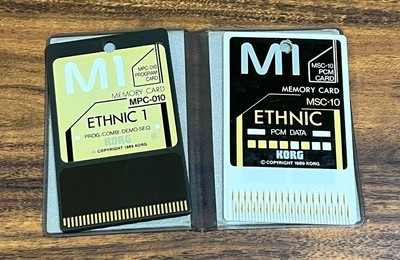 M1
MPC-010
PROGRAM
CARD
MEMORY CARD
MPC-010
ETHNIC 1
PROG./COMBI./DEMO-SEQ
KORG
© COPYRIGHT 1989 KORG
M1
MSC-10
PCM
CARD
MEMORY CARD
MSC-10
ETHNIC
PCM DATA
KORG
© COPYRIGHT 1989 KORG